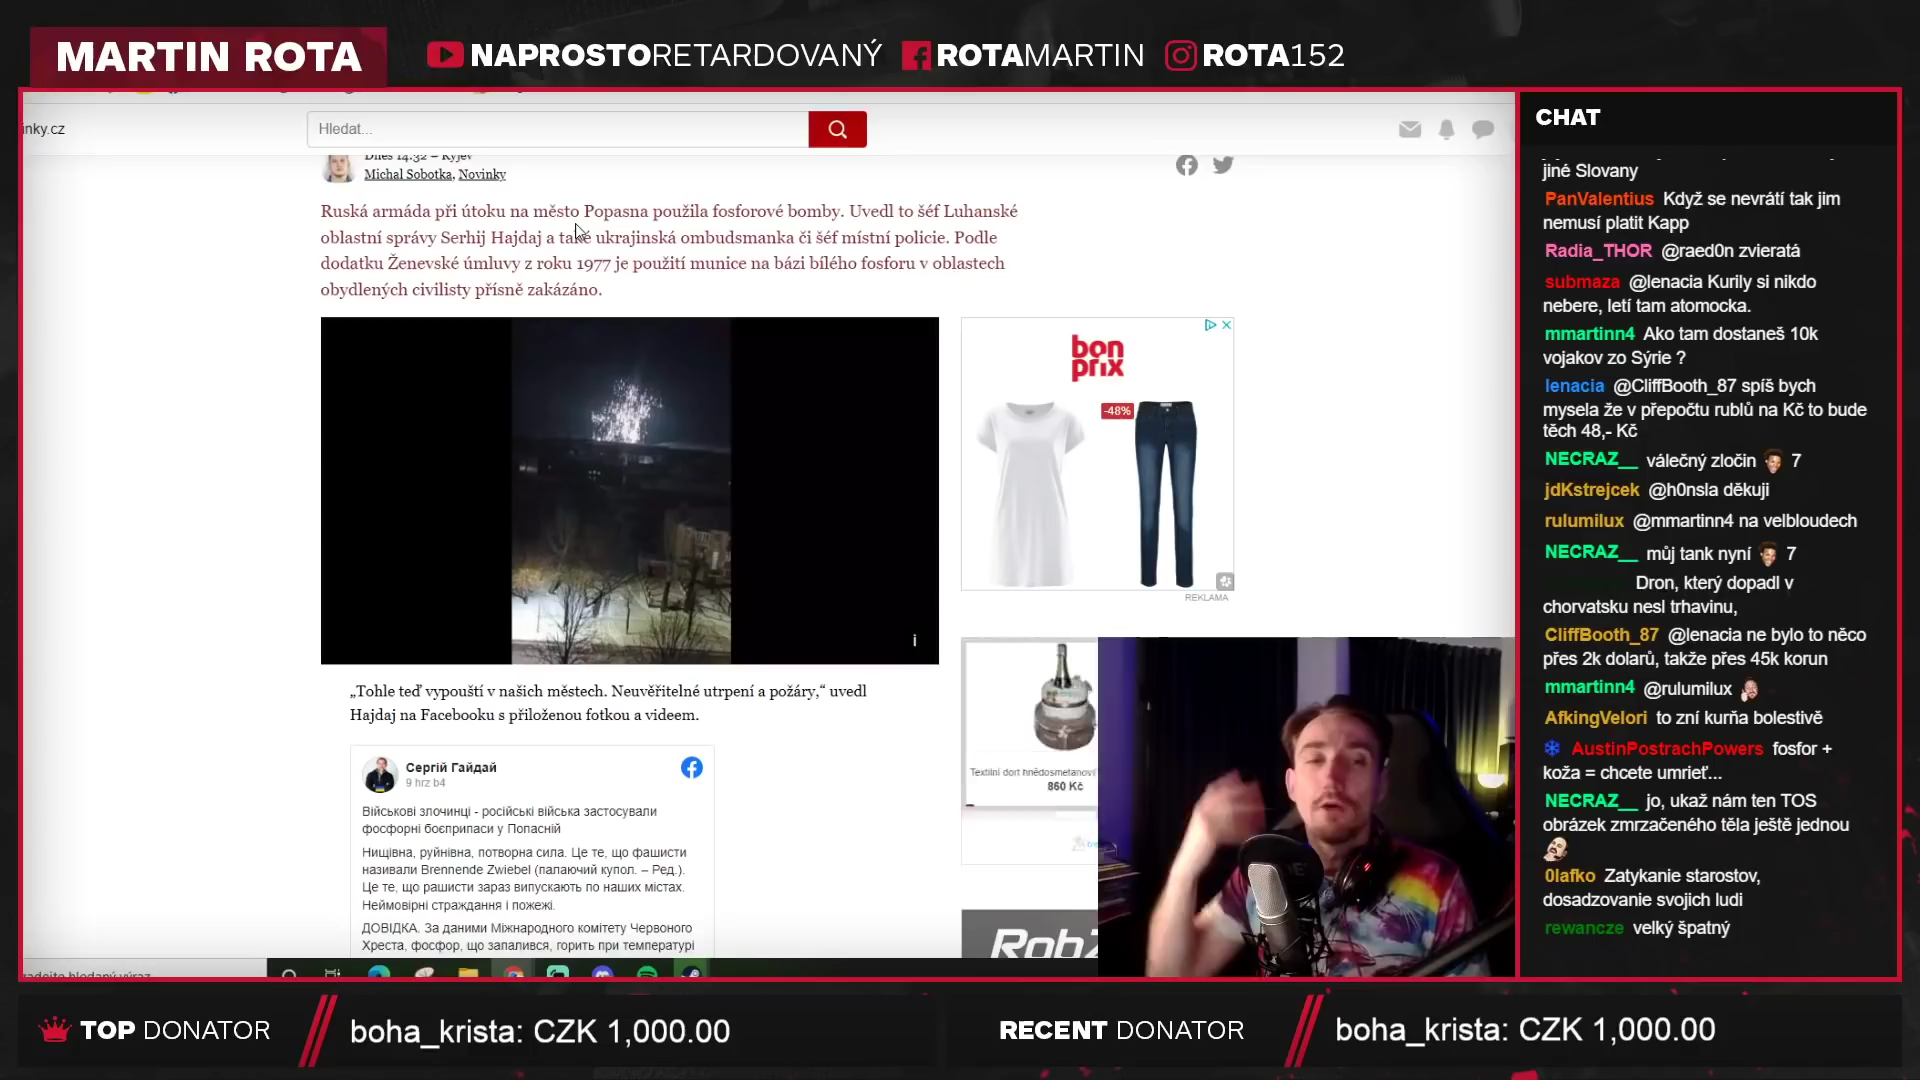 MARTIN ROTA
NAPROSTORETARDOVANÝ
ROTAMARTIN
ROTA152
inky.cz
Hledat...
Dnes 14:32 – Kyjev
Michal Sobotka, Novinky
Ruská armáda při útoku na město Popasna použila fosforové bomby. Uvedl to šéf Luhanské
oblastní správy Serhij Hajdaj a také ukrajinská ombudsmanka či šéf místní policie. Podle
dodatku Ženevské úmluvy z roku 1977 je použití munice na bázi bílého fosforu v oblastech
obydlených civilisty přísně zakázáno.
bon
prix
-48%
REKLAMA
i
„Tohle teď vypouští v našich městech. Neuvěřitelné utrpení a požáry,“ uvedl
Hajdaj na Facebooku s přiloženou fotkou a videem.
Сергій Гайдай
9 hrz b4
Військові злочинці - російські війська застосували
фосфорні боєприпаси у Попасній
Нищівна, руйнівна, потворна сила. Це те, що фашисти
називали Brennende Zwiebel (палаючий купол. – Ред.).
Це те, що рашисти зараз випускають по наших містах.
Неймовірні страждання і пожежі.
ДОВІДКА. За даними Міжнародного комітету Червоного
Хреста, фосфор, що запалився, горить при температурі
Textilní dort hnědosmetanový
860 Kč
CHAT
jiné Slovany
PanValentius Když se nevrátí tak jim
nemusí platit Kapp
Radia_THOR @raed0n zvieratá
submaza @lenacia Kurily si nikdo
nebere, letí tam atomocka.
mmartinn4 Ako tam dostaneš 10k
vojakov zo Sýrie ?
lenacia @CliffBooth_87 spíš bych
mysela že v přepočtu rublů na Kč to bude
těch 48,- Kč
NECRAZ__ válečný zločin 7
jdKstrejcek @h0nsla děkuji
rulumilux @mmartinn4 na velbloudech
NECRAZ__ můj tank nyní 7
Dron, který dopadl v
chorvatsku nesl trhavinu,
CliffBooth_87 @lenacia ne bylo to něco
přes 2k dolarů, takže přes 45k korun
mmartinn4 @rulumilux
AfkingVelori to zní kurňa bolestivě
AustinPostrachPowers fosfor +
koža = chcete umrieť...
NECRAZ__ jo, ukaž nám ten TOS
obrázek zmrzačeného těla ještě jednou
0lafko Zatykanie starostov,
dosadzovanie svojich ludi
rewancze velký špatný
TOP DONATOR
boha_krista: CZK 1,000.00
RECENT DONATOR
boha_krista: CZK 1,000.00